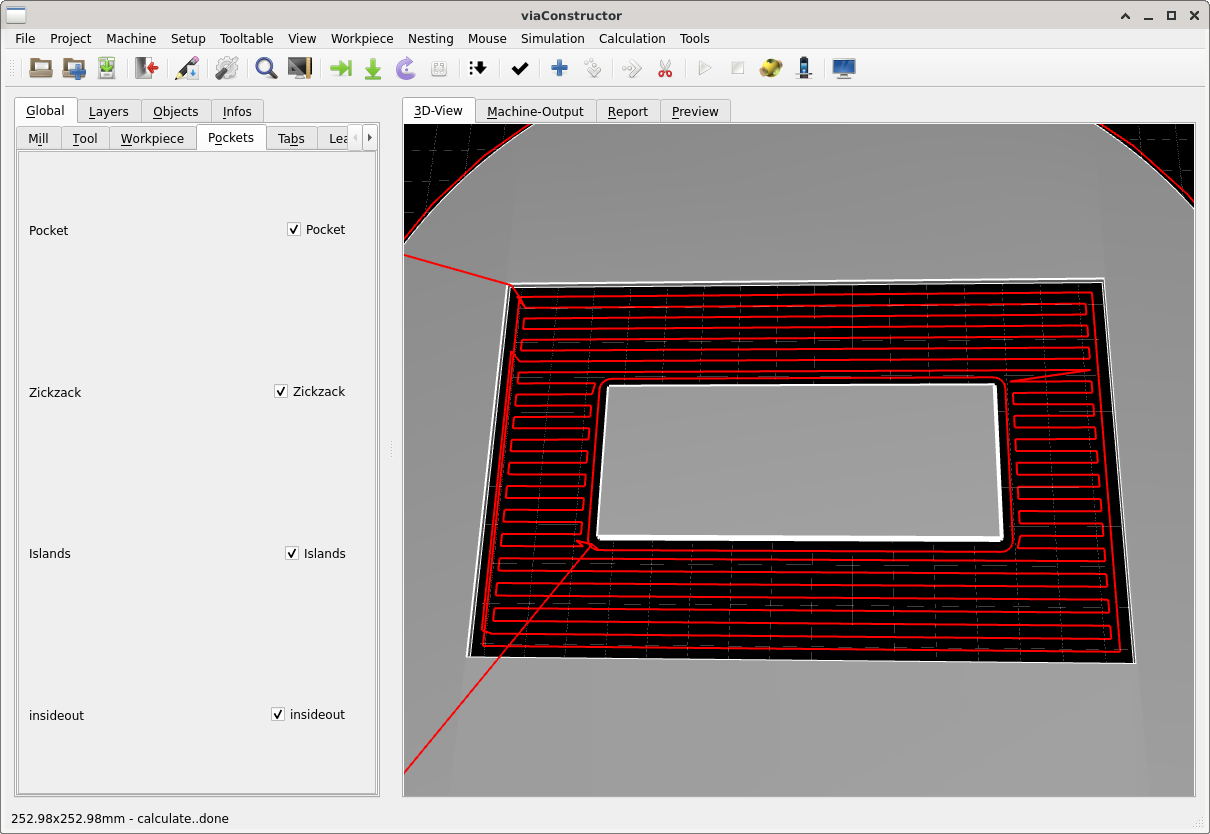 viaConstructor
File Project Machine Setup Tooltable View Workpiece Nesting Mouse Simulation Calculation Tools
Global Layers Objects Infos
Mill Tool Workpiece Pockets Tabs Lea
3D-View Machine-Output Report Preview
Pocket Pocket
Zickzack Zickzack
Islands Islands
insideout insideout
252.98x252.98mm - calculate..done